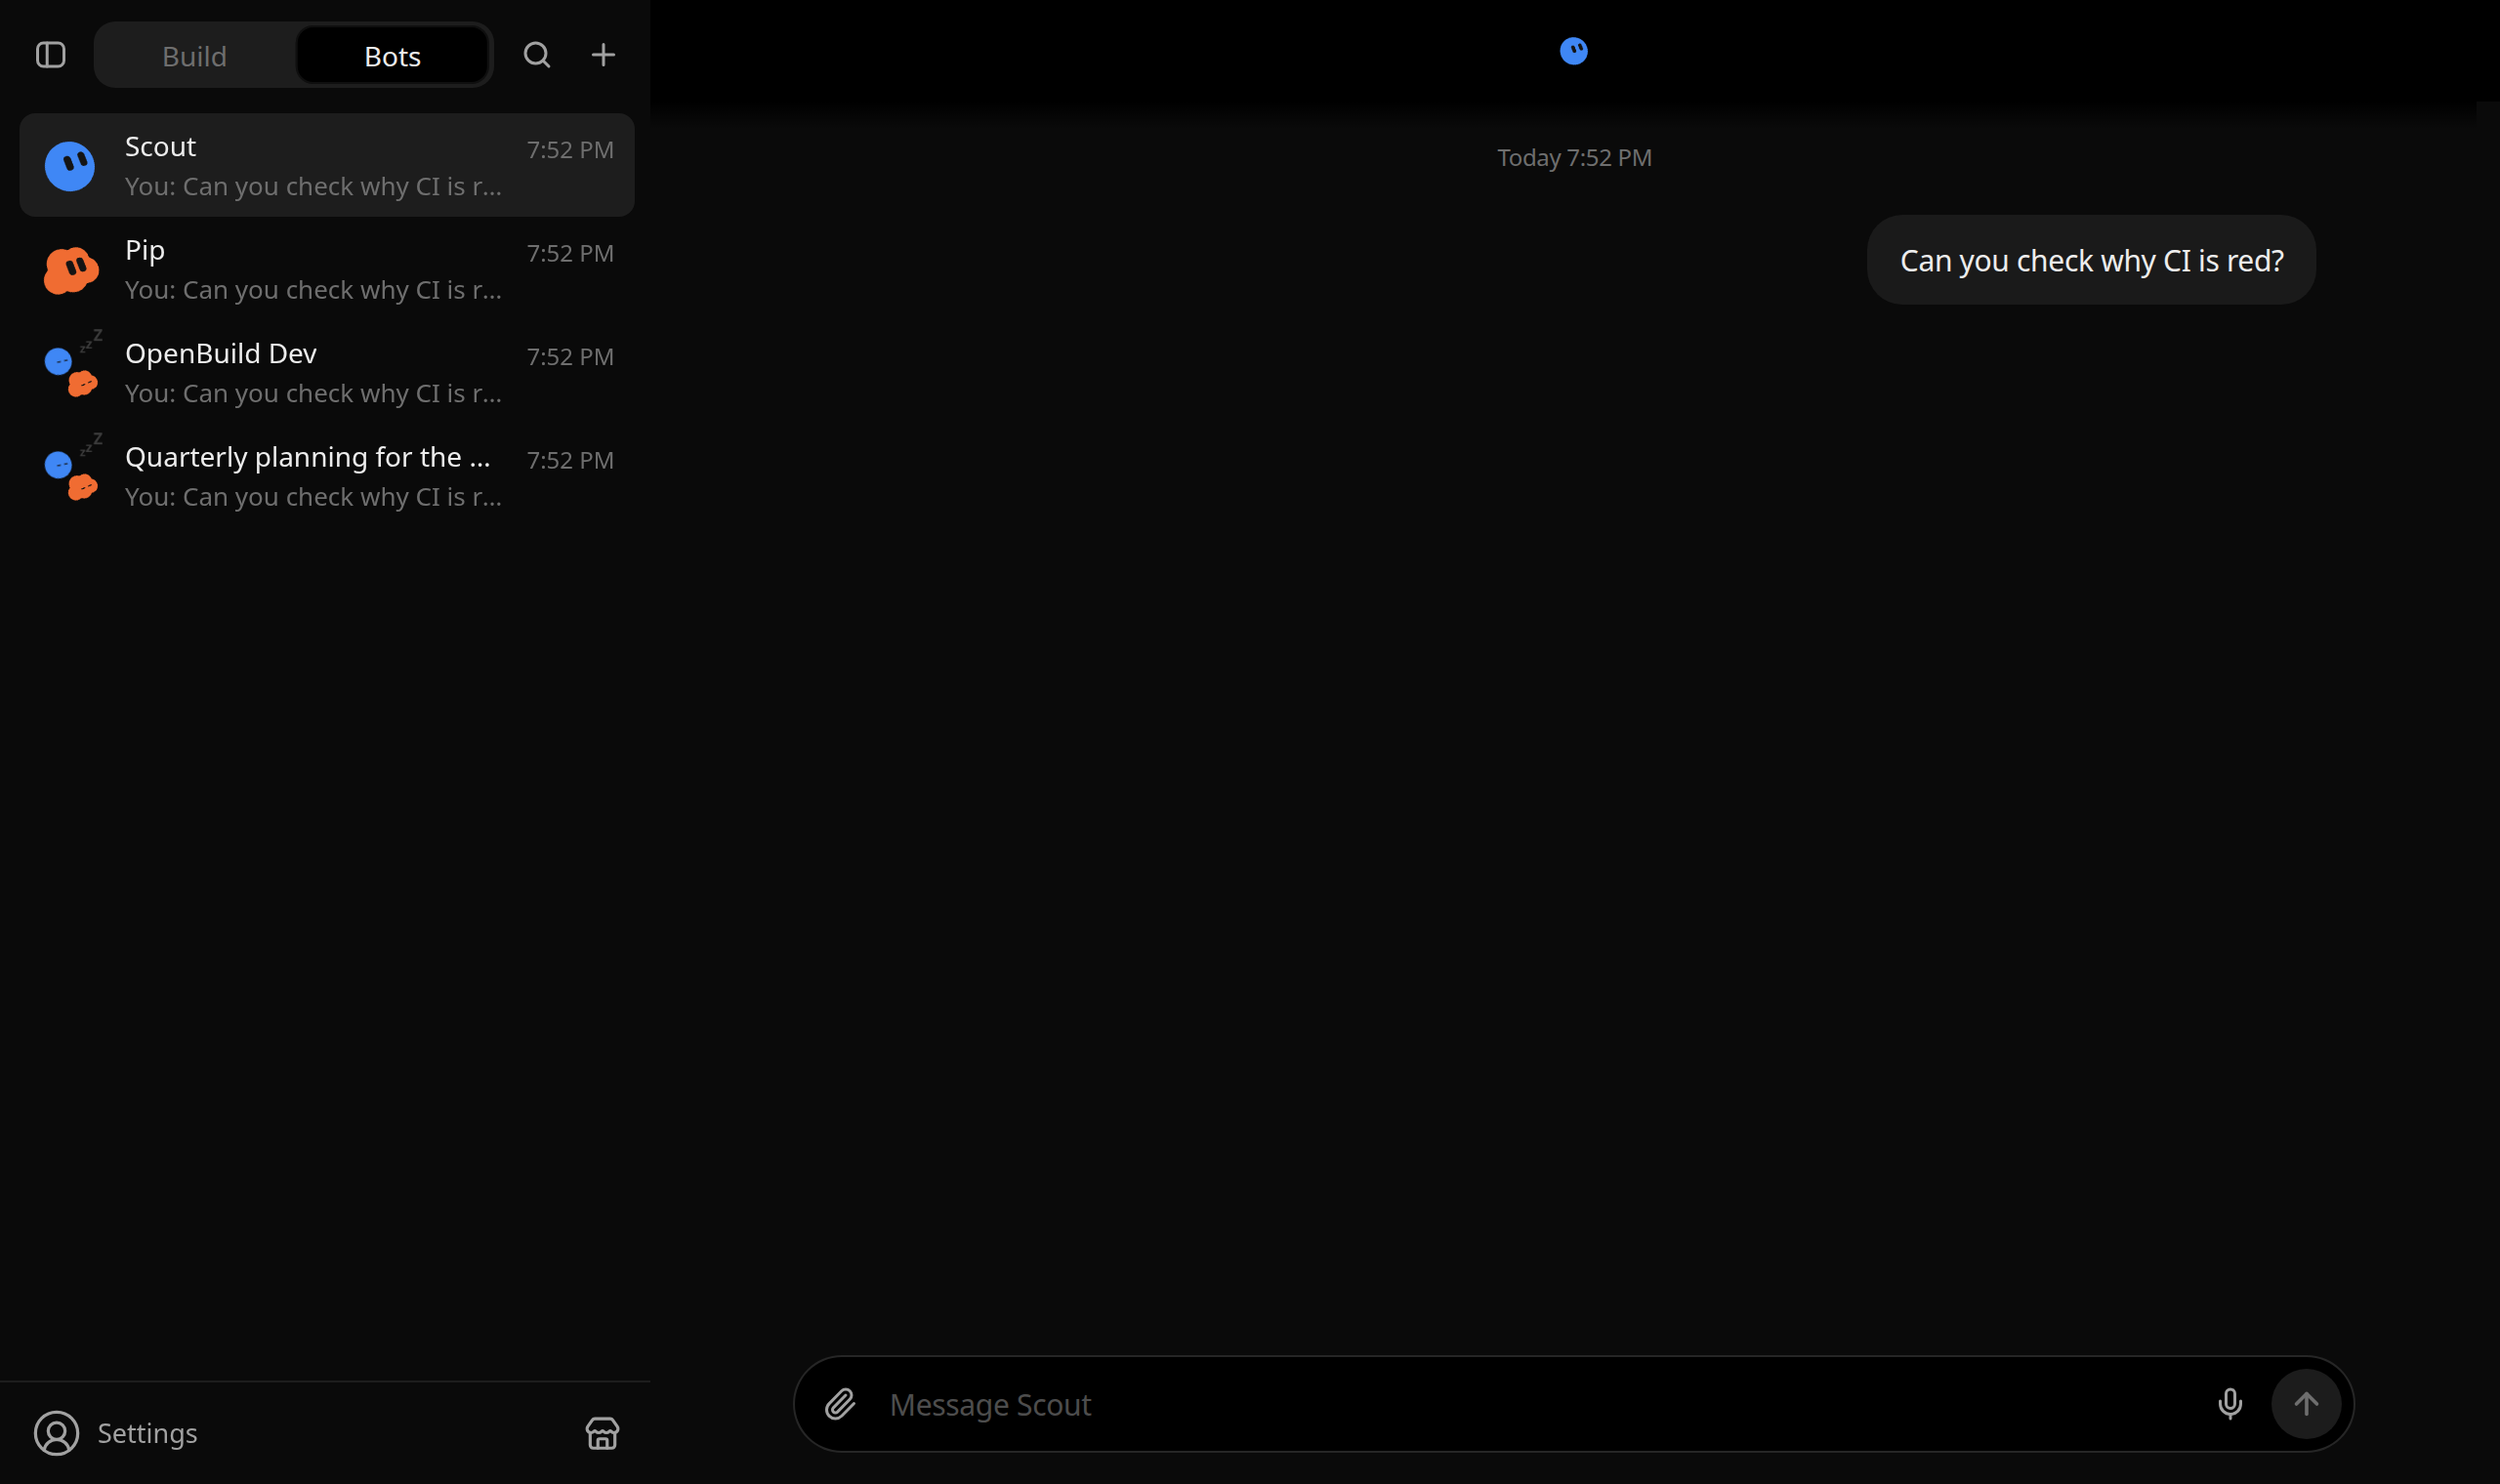 Build
Bots
Scout
7:52 PM
You: Can you check why CI is r...
Pip
7:52 PM
You: Can you check why CI is r...
zzZ
OpenBuild Dev
7:52 PM
You: Can you check why CI is r...
zzZ
Quarterly planning for the ...
7:52 PM
You: Can you check why CI is r...
Settings
Today 7:52 PM
Can you check why CI is red?
Message Scout